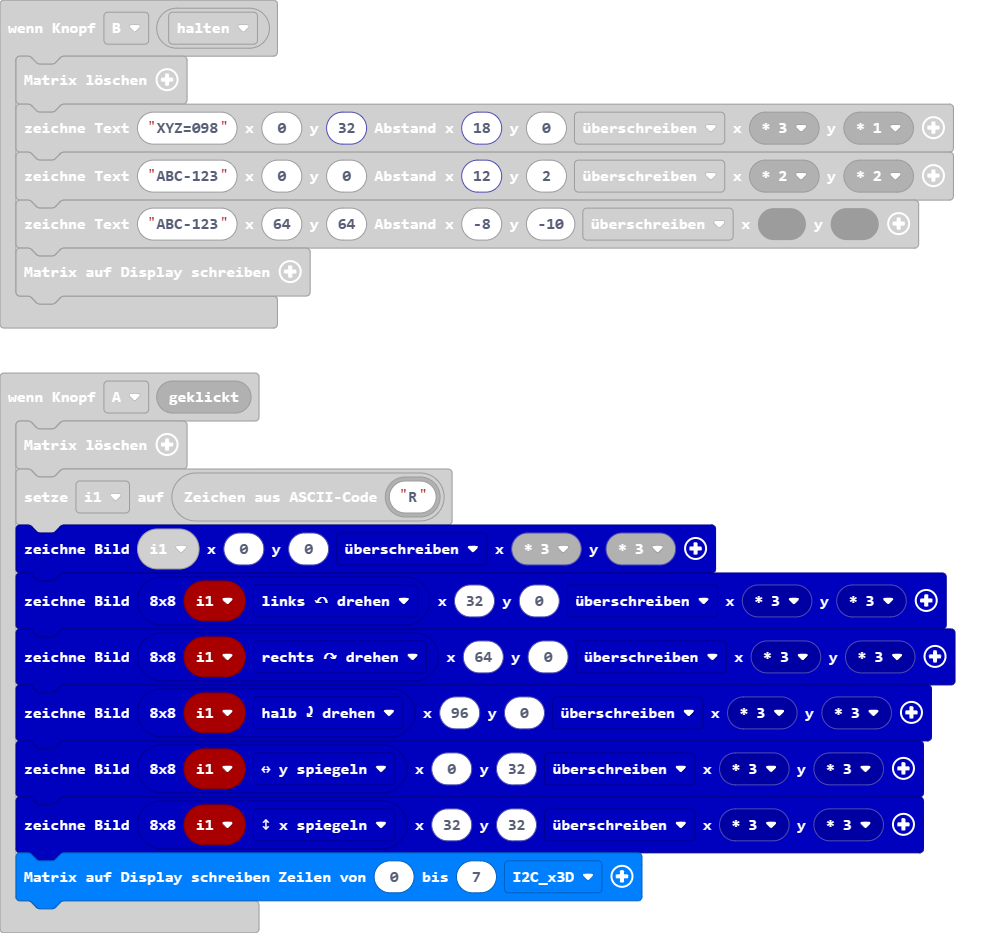 wenn Knopf B halten
Matrix löschen
zeichne Text "XYZ=098" x 0 y 32 Abstand x 18 y 0 überschreiben x * 3 y * 1
zeichne Text "ABC-123" x 0 y 0 Abstand x 12 y 2 überschreiben x * 2 y * 2
zeichne Text "ABC-123" x 64 y 64 Abstand x -8 y -10 überschreiben x y
Matrix auf Display schreiben
wenn Knopf A geklickt
Matrix löschen
setze i1 auf Zeichen aus ASCII-Code "R"
zeichne Bild i1 x 0 y 0 überschreiben x * 3 y * 3
zeichne Bild 8x8 i1 links ↶ drehen x 32 y 0 überschreiben x * 3 y * 3
zeichne Bild 8x8 i1 rechts ↷ drehen x 64 y 0 überschreiben x * 3 y * 3
zeichne Bild 8x8 i1 halb ⤸ drehen x 96 y 0 überschreiben x * 3 y * 3
zeichne Bild 8x8 i1 ↔ y spiegeln x 0 y 32 überschreiben x * 3 y * 3
zeichne Bild 8x8 i1 ↕ x spiegeln x 32 y 32 überschreiben x * 3 y * 3
Matrix auf Display schreiben Zeilen von 0 bis 7 I2C_x3D